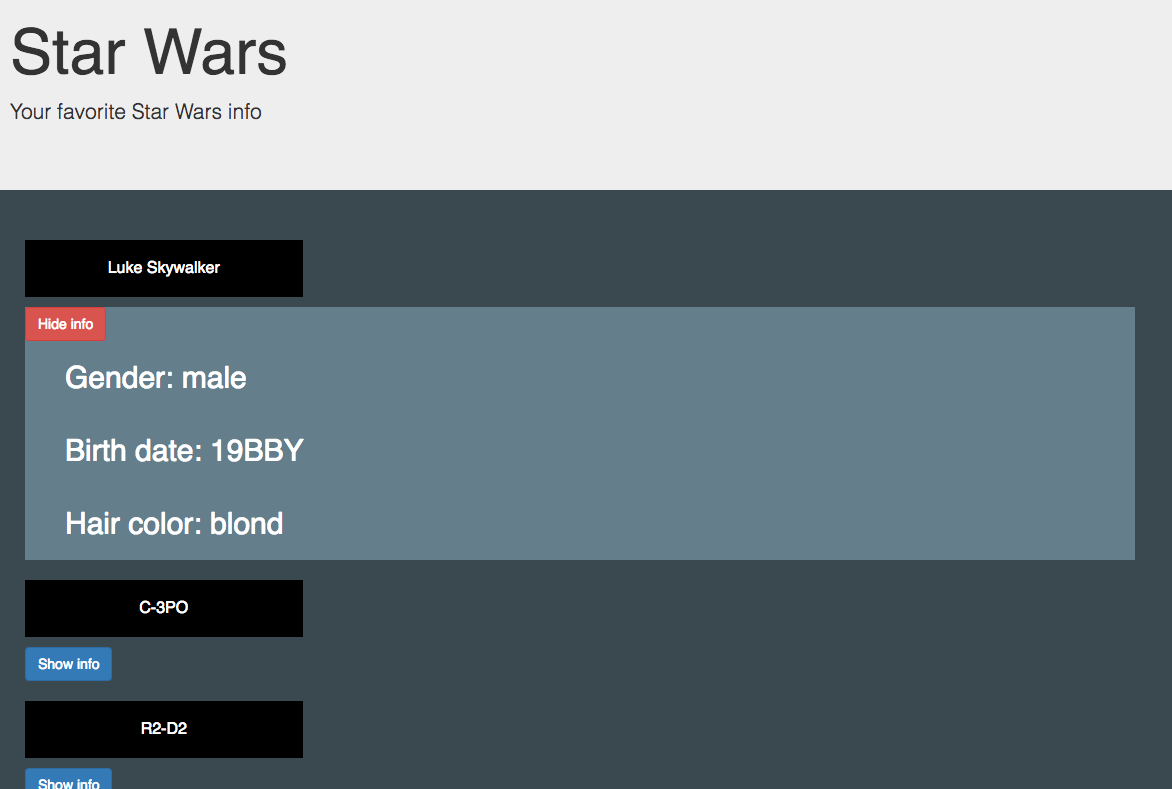 Star Wars
Your favorite Star Wars info
Luke Skywalker
Hide info
Gender: male
Birth date: 19BBY
Hair color: blond
C-3PO
Show info
R2-D2
Show info